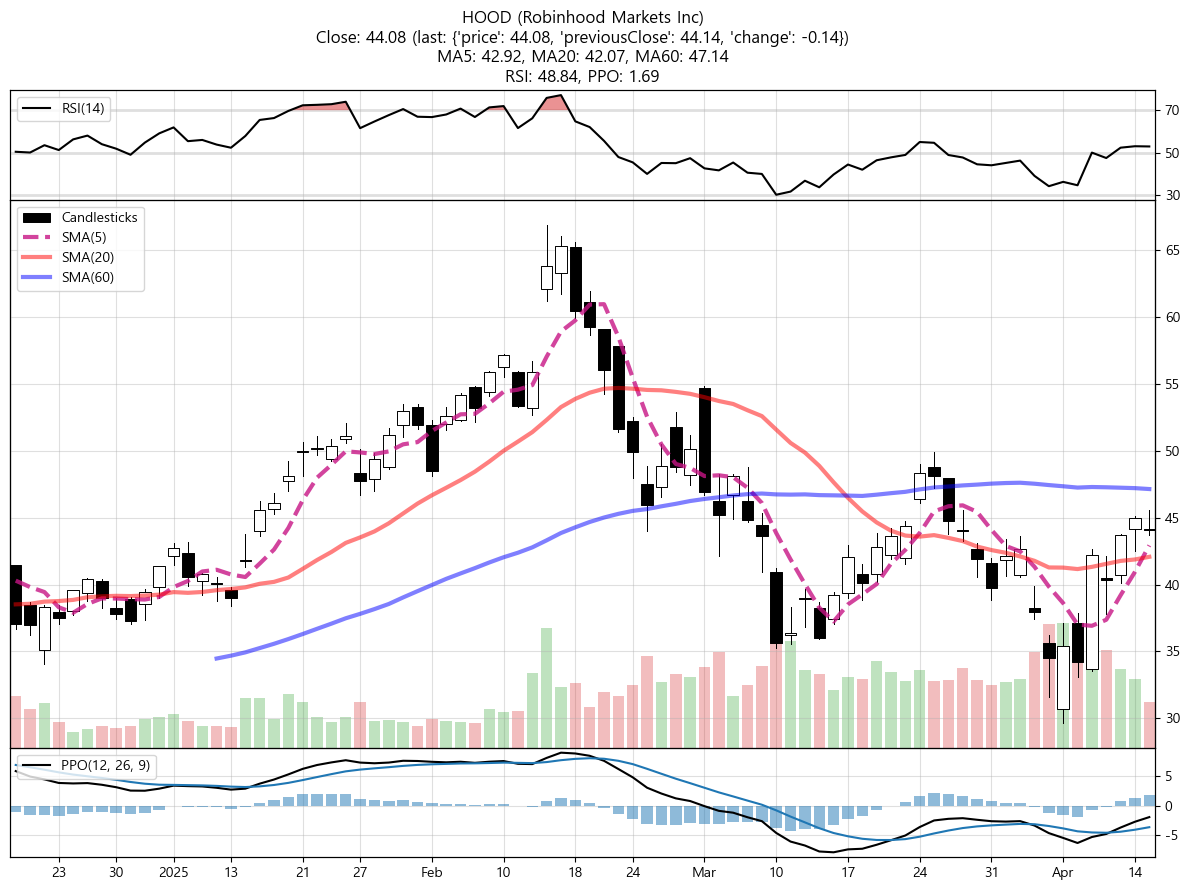 HOOD (Robinhood Markets Inc)
Close: 44.08 (last: {'price': 44.08, 'previousClose': 44.14, 'change': -0.14})
MA5: 42.92, MA20: 42.07, MA60: 47.14
RSI: 48.84, PPO: 1.69
RSI(14)
70
50
30
Candlesticks
SMA(5)
SMA(20)
SMA(60)
65
60
55
50
45
40
35
30
PPO(12, 26, 9)
5
0
-5
23 30 2025 13 21 27 Feb 10 18 24 Mar 10 17 24 31 Apr 14